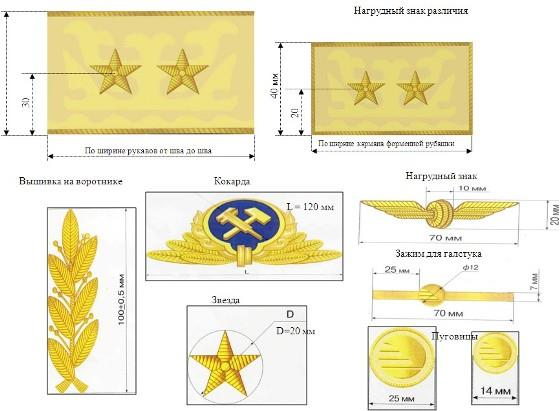 Нагрудный знак различия
30
40 мм
20
По ширине рукавов от шва до шва
По ширине кармана форменной рубашки
Вышивка на воротнике
Кокарда
Нагрудный знак
L = 120 мм
L
10 мм
20 мм
70 мм
100±0,5 мм
Зажим для галстука
25 мм
ф12
7 мм
70 мм
Звезда
D
D=20 мм
Пуговицы
25 мм
14 мм